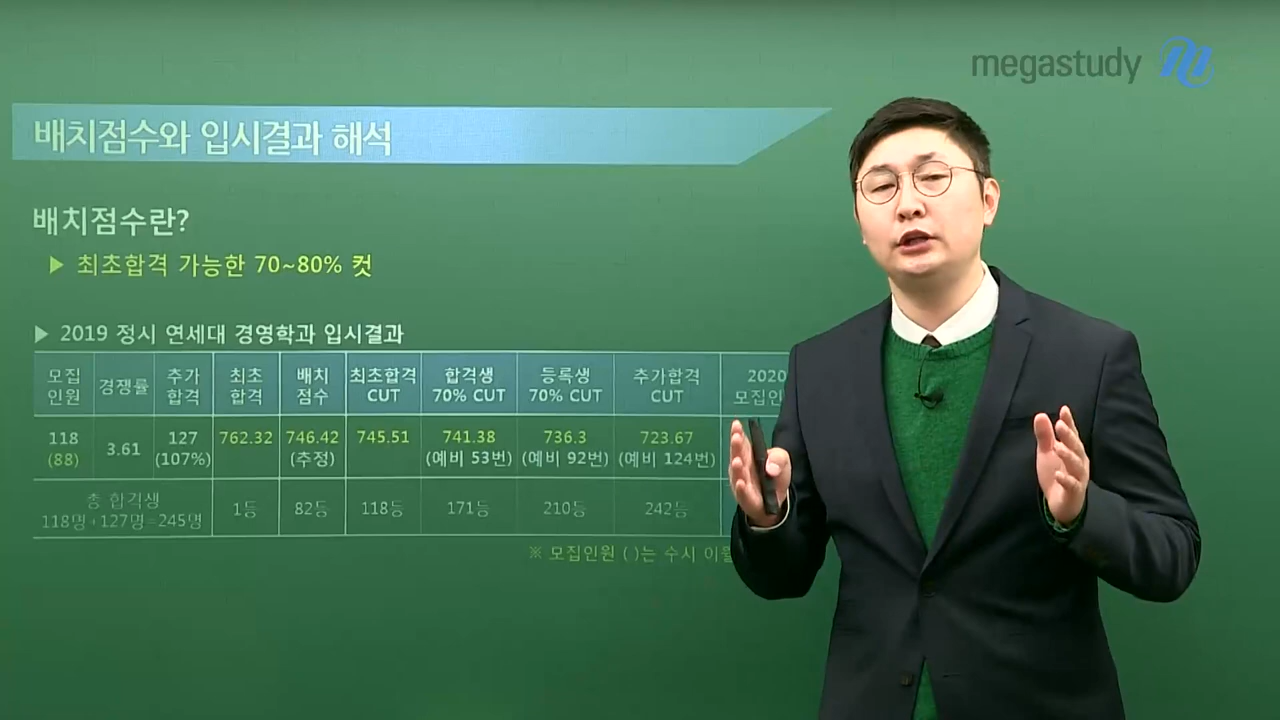 megastudy
배치점수와 입시결과 해석
배치점수란?
▶ 최초합격 가능한 70~80% 컷
▶ 2019 정시 연세대 경영학과 입시결과
모집인원 경쟁률 추가합격 최초합격 배치점수 최초합격 CUT 합격생 70% CUT 등록생 70% CUT 추가합격 CUT 2020
118 (88) 3.61 127 (107%) 762.32 746.42 (추정) 745.51 741.38 (예비 53번) 736.3 (예비 92번) 723.67 (예비 124번)
총 합격생 118명+127명=245명 1등 82등 118등 171등 210등 242등
※ 모집인원 ( )는 수시